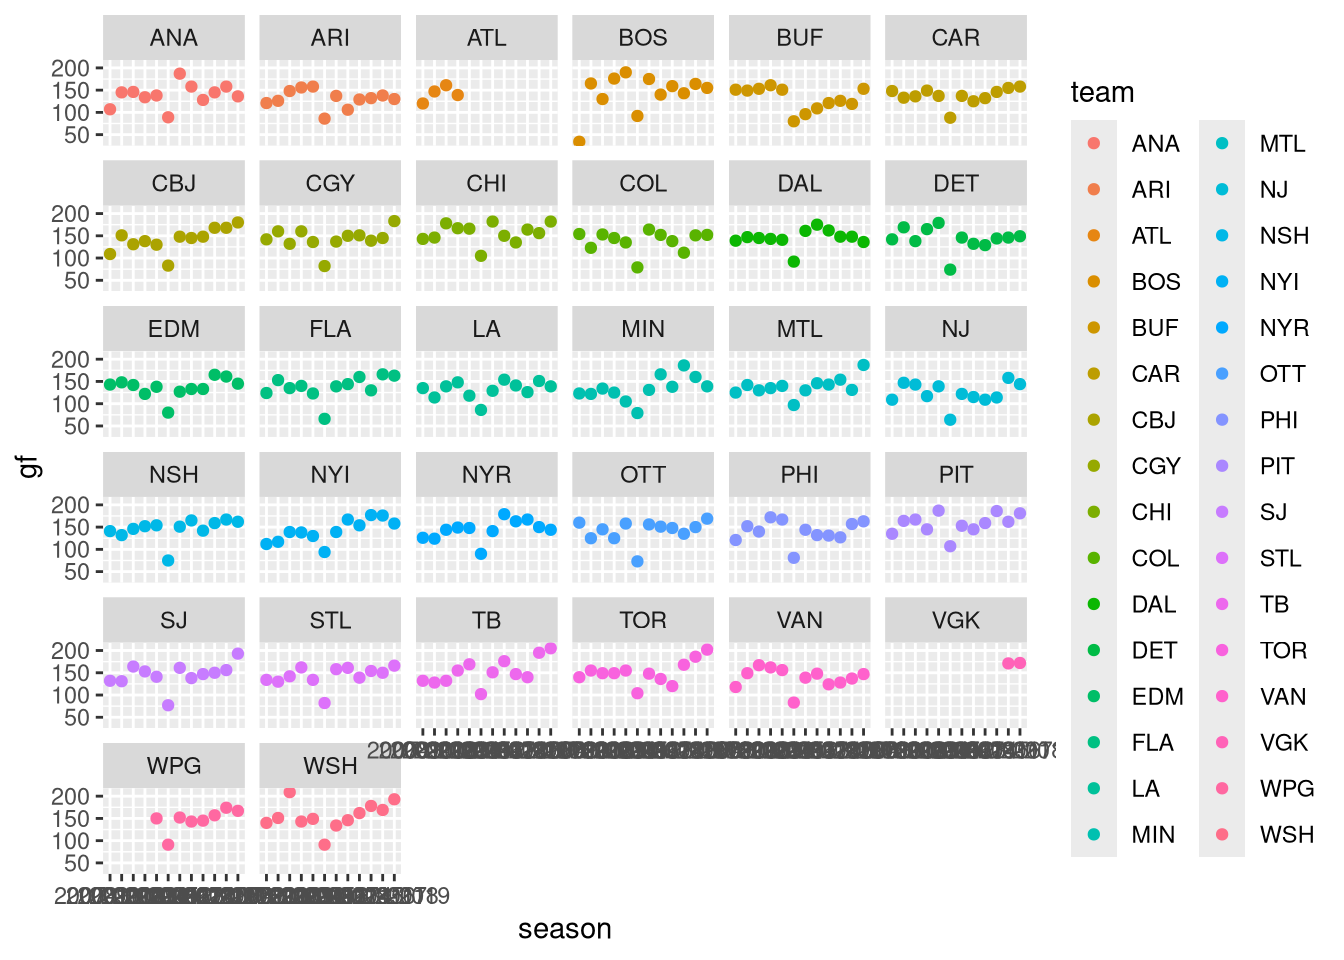 ANA ARI ATL BOS BUF CAR
200
150
100
50
CBJ CGY CHI COL DAL DET
200
150
100
50
EDM FLA LA MIN MTL NJ
200
150
100
50
NSH NYI NYR OTT PHI PIT
200
150
100
50
SJ STL TB TOR VAN VGK
200
150
100
50
WPG WSH
200
150
100
50
gf
season
team
ANA MTL
ARI NJ
ATL NSH
BOS NYI
BUF NYR
CAR OTT
CBJ PHI
CGY PIT
CHI SJ
COL STL
DAL TB
DET TOR
EDM VAN
FLA VGK
LA WPG
MIN WSH